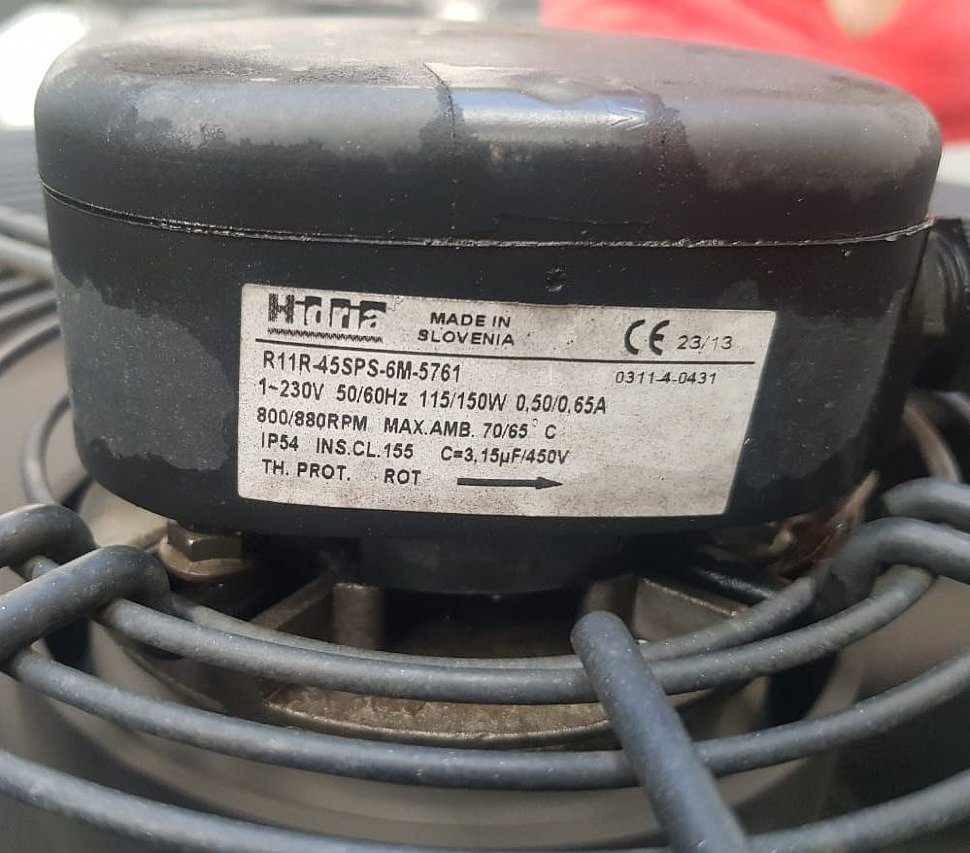 Hidria
MADE IN
SLOVENIA
CE 23/13
R11R-45SPS-6M-5761
0311-4-0431
1~230V 50/60Hz 115/150W 0,50/0,65A
800/880RPM MAX.AMB. 70/65° C
IP54 INS.CL.155 C=3,15µF/450V
TH. PROT. ROT